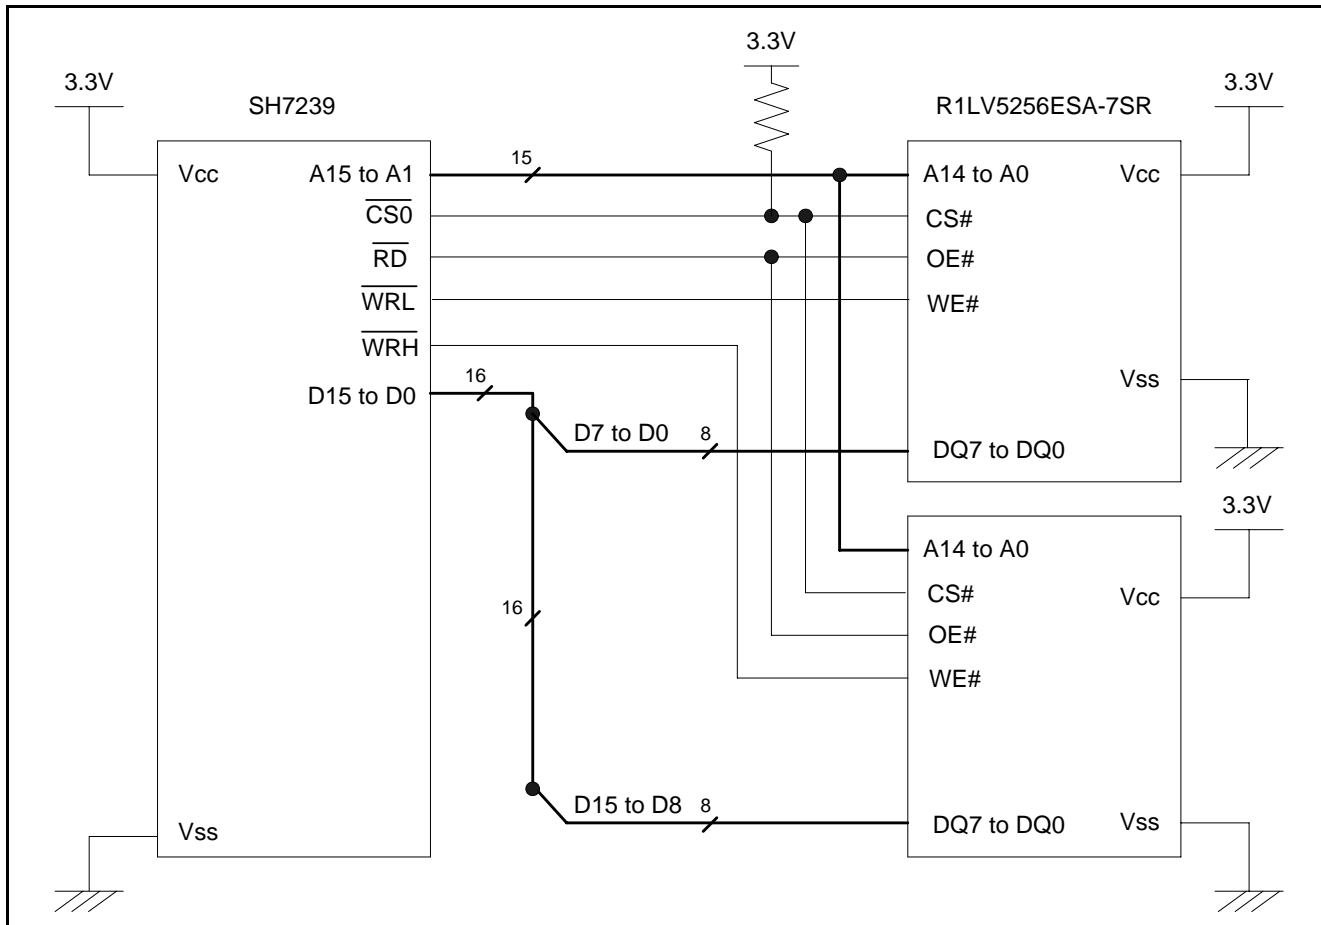 3.3V
3.3V
3.3V
SH7239
R1LV5256ESA-7SR
Vcc
A15 to A1
15
A14 to A0
Vcc
CS0
CS#
RD
OE#
WRL
WE#
WRH
D15 to D0
16
Vss
D7 to D0
8
DQ7 to DQ0
3.3V
A14 to A0
CS#
Vcc
16
OE#
WE#
D15 to D8
8
Vss
DQ7 to DQ0
Vss